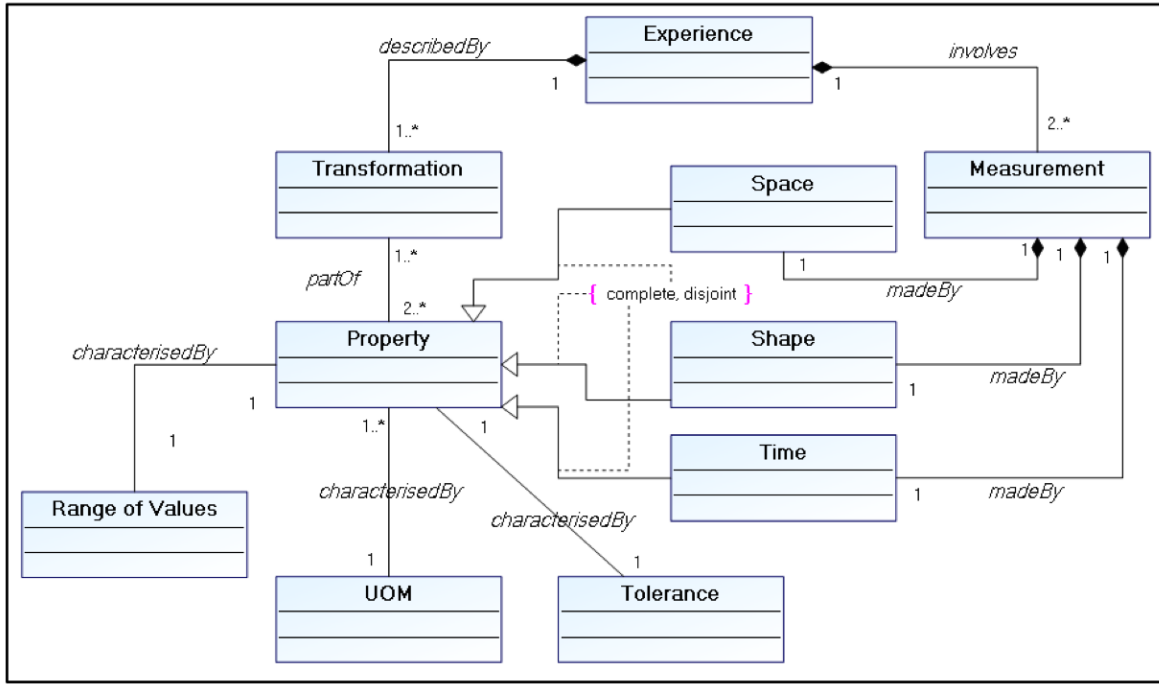 Experience
describedBy
involves
1
1
1..*
2..*
Transformation
Space
Measurement
1..*
1
1
1
1
partOf
madeBy
{ complete, disjoint }
2..*
Property
Shape
characterisedBy
madeBy
1
1
1..*
1
1
Time
characterisedBy
1
madeBy
Range of Values
characterisedBy
1
1
UOM
Tolerance